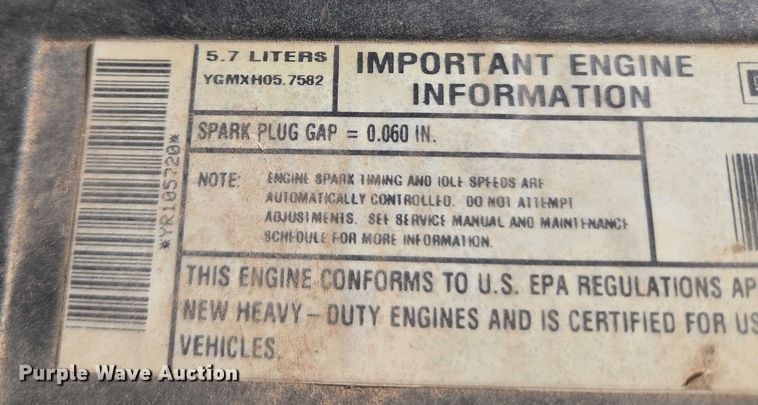 5.7 LITERS
YGMXH05.7582
IMPORTANT ENGINE
INFORMATION
SPARK PLUG GAP = 0.060 IN.
NOTE: ENGINE SPARK TIMING AND IDLE SPEEDS ARE
AUTOMATICALLY CONTROLLED. DO NOT ATTEMPT
ADJUSTMENTS. SEE SERVICE MANUAL AND MAINTENANCE
SCHEDULE FOR MORE INFORMATION.
*YR105720*
THIS ENGINE CONFORMS TO U.S. EPA REGULATIONS AP
NEW HEAVY - DUTY ENGINES AND IS CERTIFIED FOR US
VEHICLES.
Purple Wave Auction